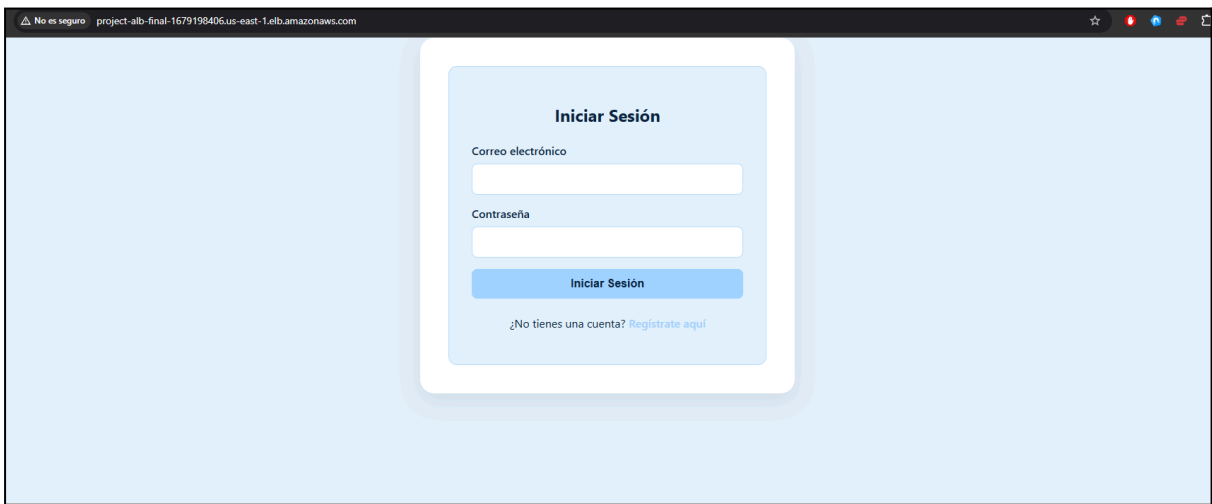 No es seguro project-alb-final-1679198406.us-east-1.elb.amazonaws.com
Iniciar Sesión
Correo electrónico
Contraseña
Iniciar Sesión
¿No tienes una cuenta? Regístrate aquí